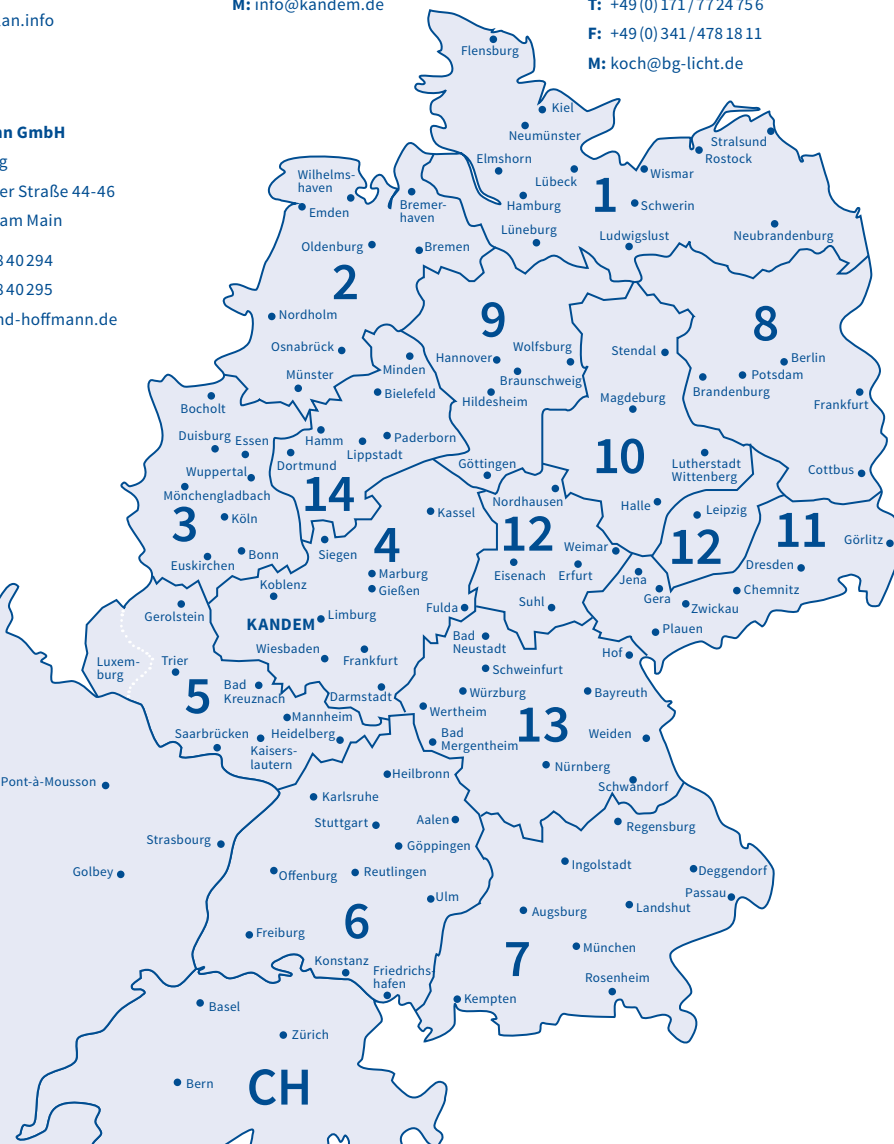 M: info@kandem.de
T: +49 (0) 171 / 77 24 75 6
F: +49 (0) 341 / 478 18 11
M: koch@bg-licht.de
an.info
nn GmbH
g
er Straße 44-46
am Main
840 294
840 295
nd-hoffmann.de
Flensburg
Kiel
Neumünster
Elmshorn
Lübeck
Hamburg
Lüneburg
1
Wismar
Schwerin
Ludwigslust
Stralsund
Rostock
Neubrandenburg
Wilhelms-
haven
Emden
Bremer-
haven
Oldenburg
Bremen
2
Nordholm
Osnabrück
Münster
9
Hannover
Wolfsburg
Braunschweig
Hildesheim
Göttingen
8
Berlin
Potsdam
Brandenburg
Frankfurt
Cottbus
Stendal
Magdeburg
10
Lutherstadt
Wittenberg
Halle
Minden
Bielefeld
Hamm
Paderborn
Lippstadt
Dortmund
14
Bocholt
Duisburg
Essen
Wuppertal
Mönchengladbach
3
Köln
Bonn
Euskirchen
Siegen
4
Kassel
Marburg
Gießen
Koblenz
Limburg
KANDEM
Fulda
Wiesbaden
Frankfurt
Darmstadt
Nordhausen
12
Weimar
Eisenach
Erfurt
Suhl
Leipzig
12
11
Görlitz
Dresden
Chemnitz
Jena
Gera
Zwickau
Plauen
Hof
Gerolstein
Luxem-
burg
Trier
5
Bad
Kreuznach
Mannheim
Saarbrücken
Heidelberg
Kaisers-
lautern
Bad
Neustadt
Schweinfurt
Würzburg
Bayreuth
Wertheim
13
Bad
Mergentheim
Weiden
Nürnberg
Schwandorf
Pont-à-Mousson
Strasbourg
Golbey
Heilbronn
Karlsruhe
Stuttgart
Aalen
Göppingen
Offenburg
Reutlingen
Ulm
6
Freiburg
Konstanz
Friedrichs-
hafen
Regensburg
Ingolstadt
Deggendorf
Passau
Augsburg
Landshut
7
München
Rosenheim
Kempten
Basel
Zürich
Bern
CH